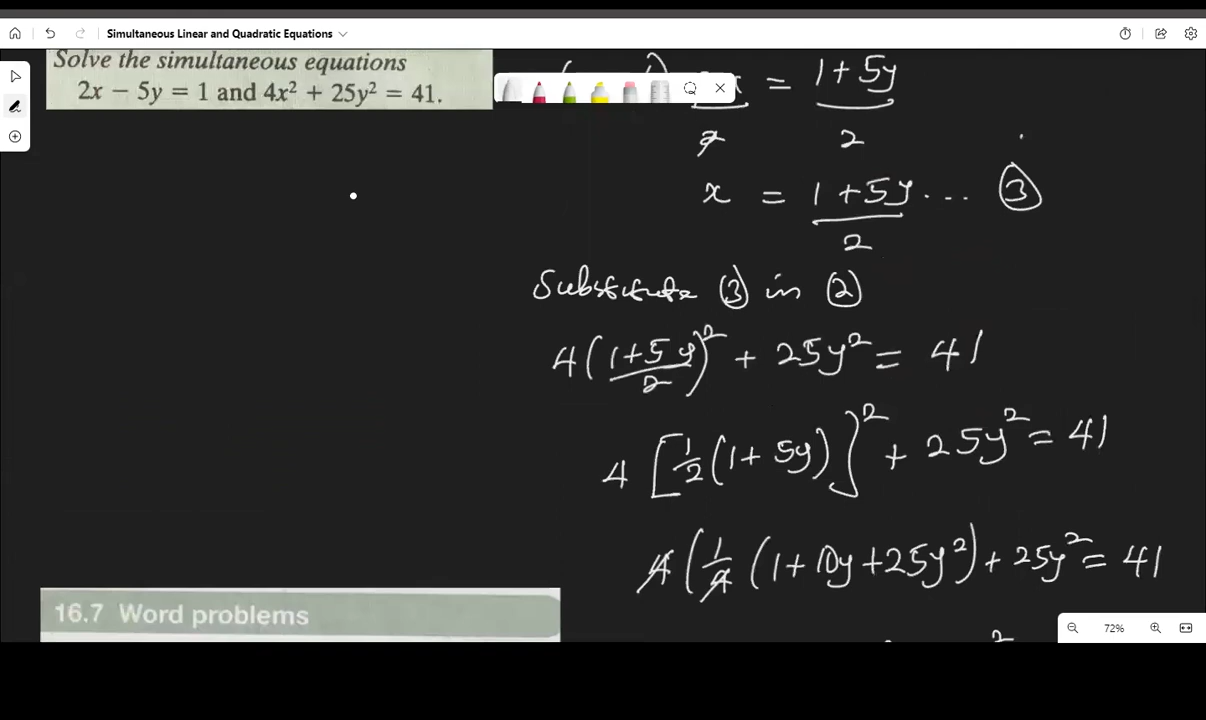 Simultaneous Linear and Quadratic Equations
Solve the simultaneous equations
2x − 5y = 1 and 4x² + 25y² = 41.
= 1 + 5y
2 2
x = 1 + 5y ... ③
2
Substitute ③ in ②
4(1+5y/2)² + 25y² = 41
4[½(1+5y)]² + 25y² = 41
4(¼(1+10y+25y²)+25y² = 41
2
16.7 Word problems
72%